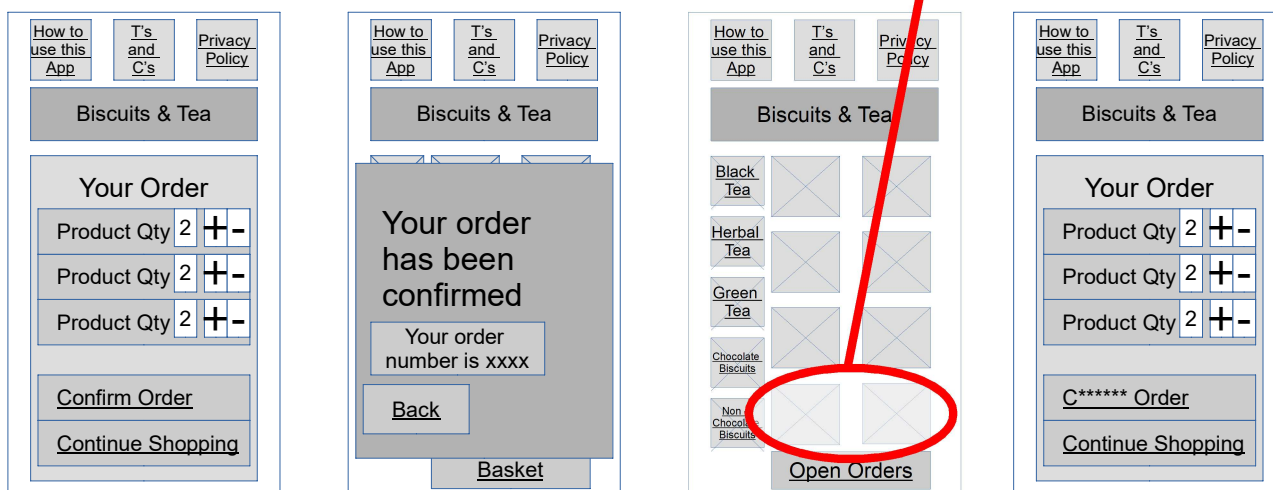 How to
use this
App
T's
and
C's
Privacy
Policy
Biscuits & Tea
Your Order
Product Qty 2 + -
Product Qty 2 + -
Product Qty 2 + -
Confirm Order
Continue Shopping
How to
use this
App
T's
and
C's
Privacy
Policy
Biscuits & Tea
Your order
has been
confirmed
Your order
number is xxxx
Back
Basket
How to
use this
App
T's
and
C's
Privacy
Policy
Biscuits & Tea
Black
Tea
Herbal
Tea
Green
Tea
Chocolate
Biscuits
Non
Chocolate
Biscuits
Open Orders
How to
use this
App
T's
and
C's
Privacy
Policy
Biscuits & Tea
Your Order
Product Qty 2 + -
Product Qty 2 + -
Product Qty 2 + -
C****** Order
Continue Shopping